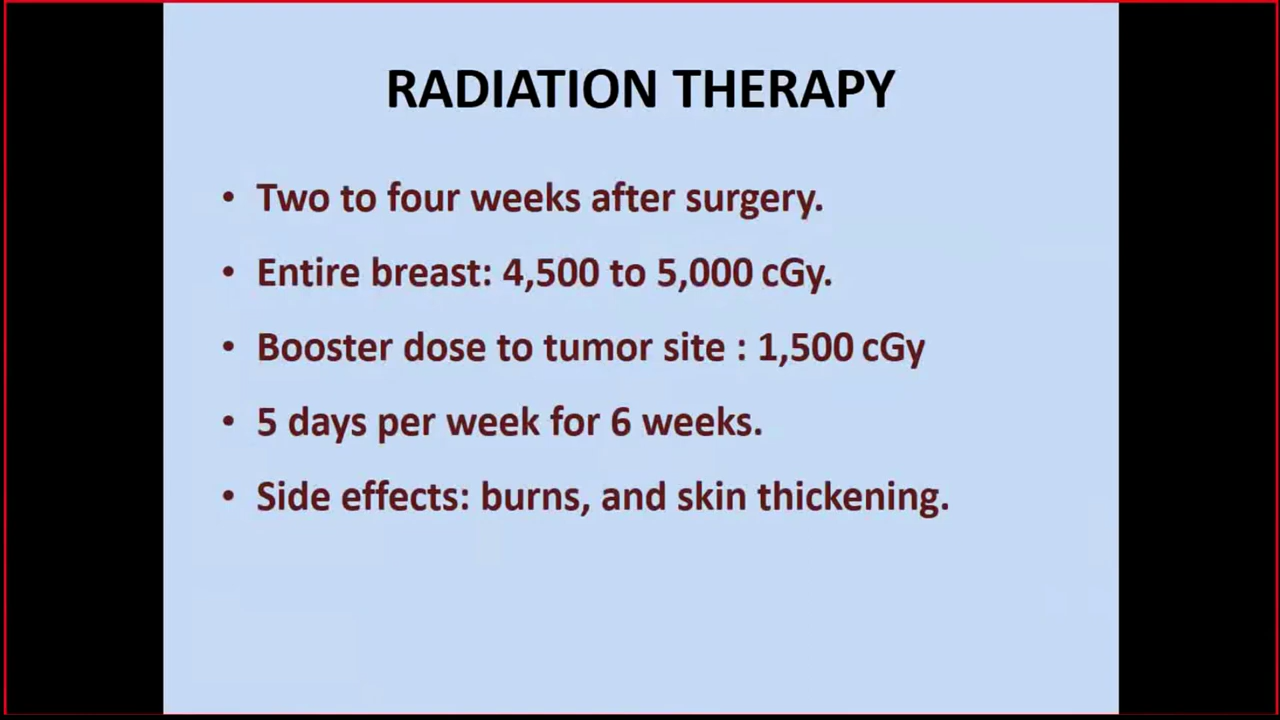 RADIATION THERAPY
• Two to four weeks after surgery.
• Entire breast: 4,500 to 5,000 cGy.
• Booster dose to tumor site : 1,500 cGy
• 5 days per week for 6 weeks.
• Side effects: burns, and skin thickening.